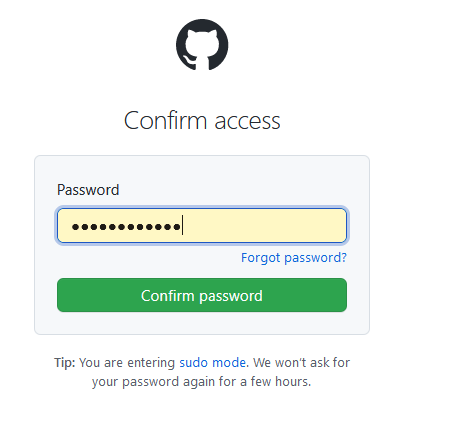 Confirm access
Password
••••••••••••
Forgot password?
Confirm password
Tip: You are entering sudo mode. We won't ask for
your password again for a few hours.